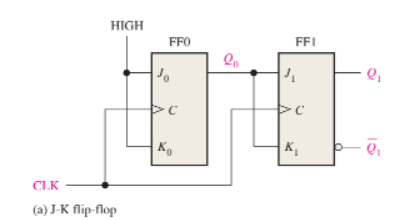 HIGH
FF0 FF1
Q₀
J₀ J₁ Q₁
C C
K₀ K₁ Q̅₁
CLK
(a) J-K flip-flop